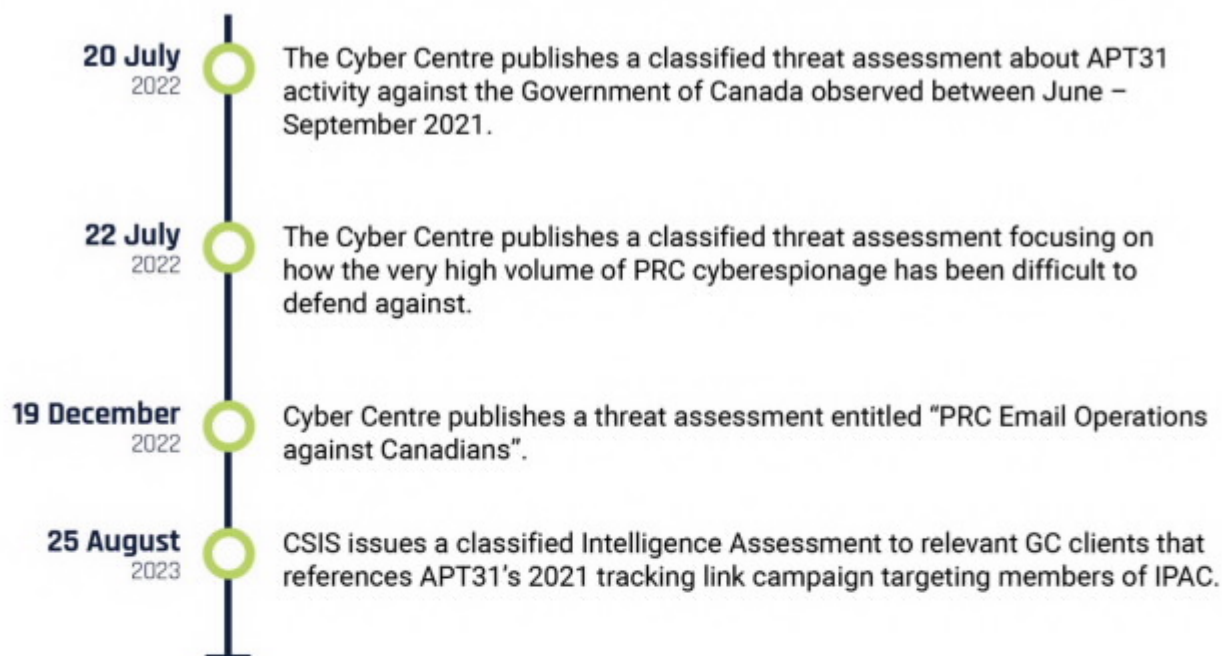 20 July
2022
The Cyber Centre publishes a classified threat assessment about APT31
activity against the Government of Canada observed between June –
September 2021.
22 July
2022
The Cyber Centre publishes a classified threat assessment focusing on
how the very high volume of PRC cyberespionage has been difficult to
defend against.
19 December
2022
Cyber Centre publishes a threat assessment entitled “PRC Email Operations
against Canadians”.
25 August
2023
CSIS issues a classified Intelligence Assessment to relevant GC clients that
references APT31’s 2021 tracking link campaign targeting members of IPAC.